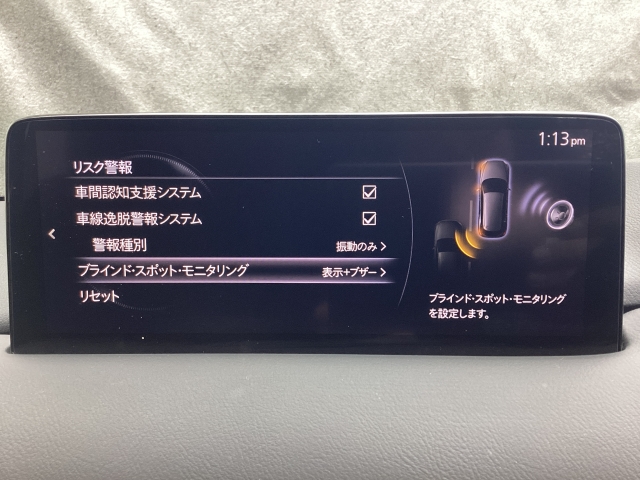 1:13 pm
リスク警報
車間認知支援システム
車線逸脱警報システム
警報種別 振動のみ
ブラインド・スポット・モニタリング 表示+ブザー
リセット
ブラインド・スポット・モニタリング
を設定します。